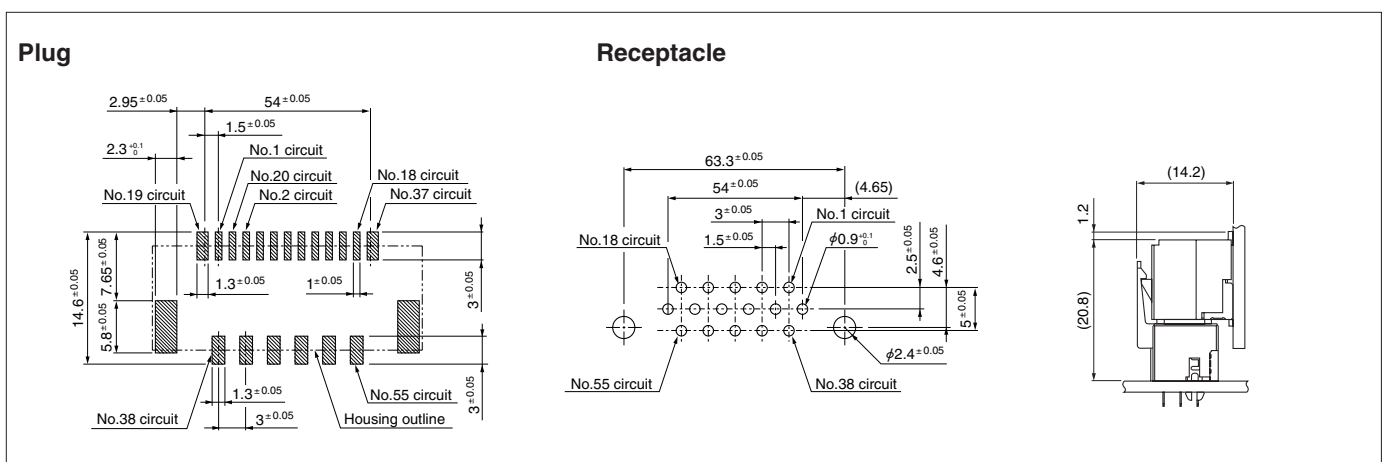 Plug
Receptacle
2.95±0.05
54±0.05
1.5±0.05
2.3 +0.1 0
No.1 circuit
No.20 circuit
No.18 circuit
No.19 circuit
No.2 circuit
No.37 circuit
14.6±0.05
7.65±0.05
5.8±0.05
1.3±0.05
1±0.05
3±0.05
3±0.05
1.3±0.05
No.55 circuit
No.38 circuit
3±0.05
Housing outline
63.3±0.05
54±0.05
(4.65)
3±0.05
No.1 circuit
No.18 circuit
1.5±0.05
φ0.9 +0.1 0
2.5±0.05
4.6±0.05
5±0.05
φ2.4±0.05
No.55 circuit
No.38 circuit
(14.2)
1.2
(20.8)